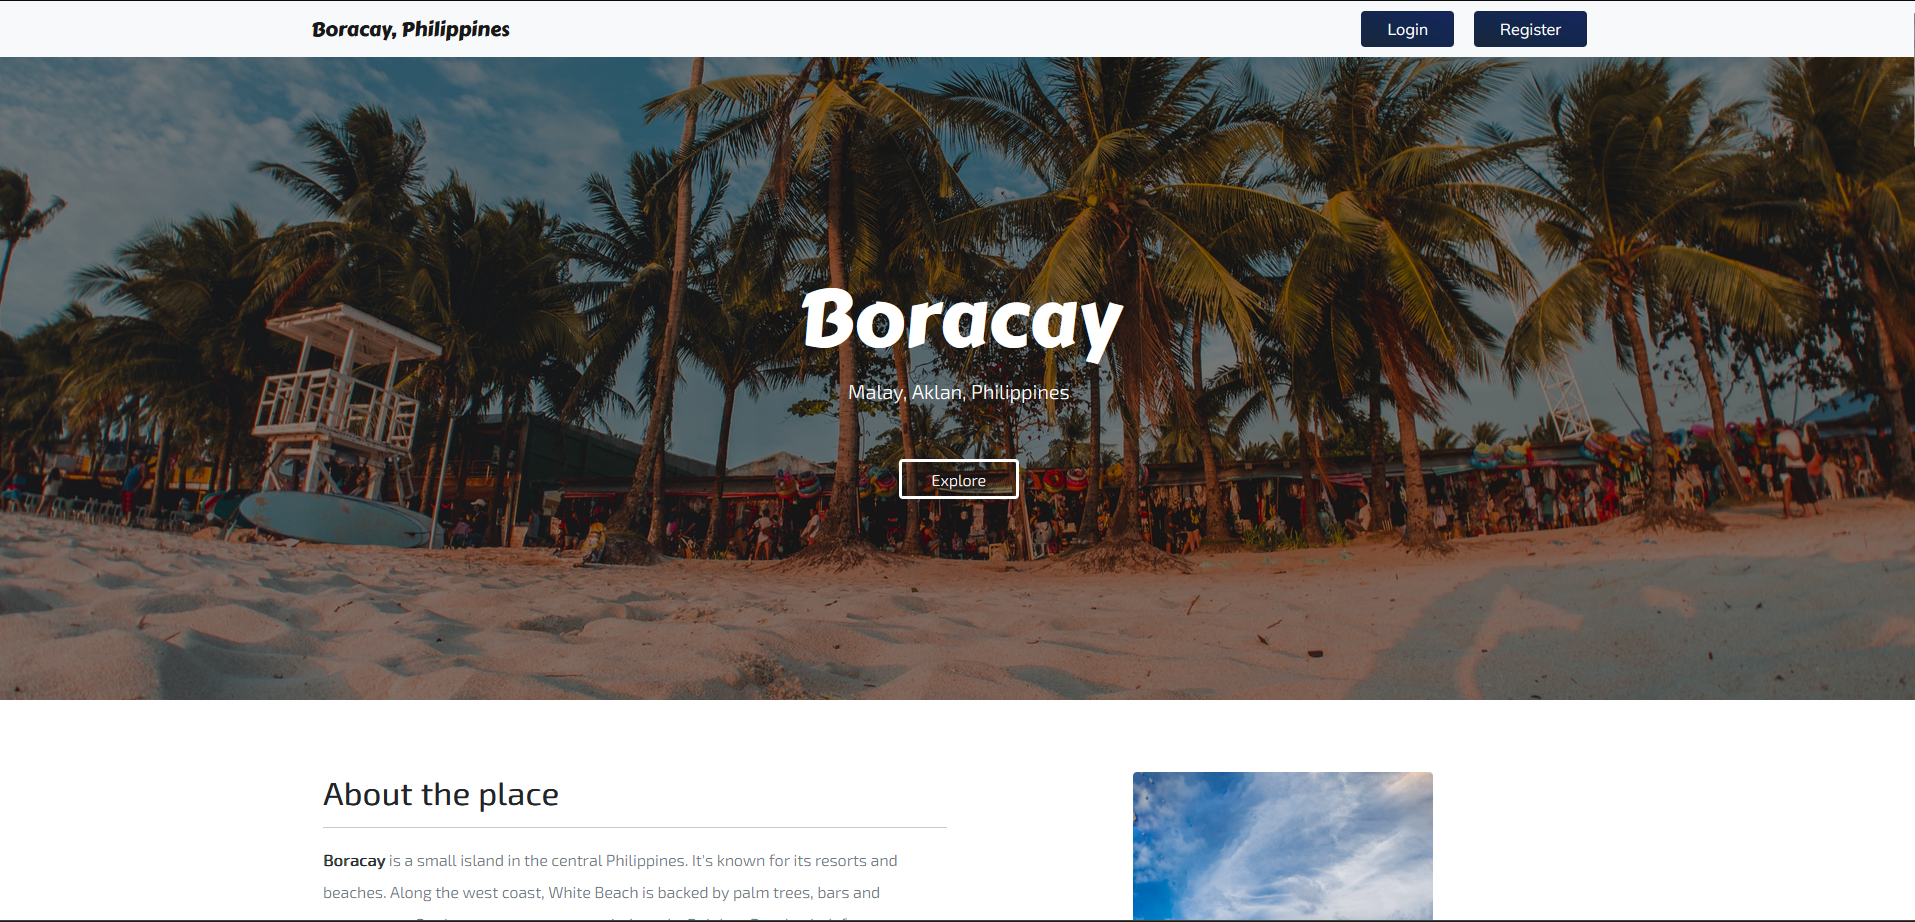 Boracay, Philippines
Login
Register
Boracay
Malay, Aklan, Philippines
Explore
About the place
Boracay is a small island in the central Philippines. It's known for its resorts and
beaches. Along the west coast, White Beach is backed by palm trees, bars and